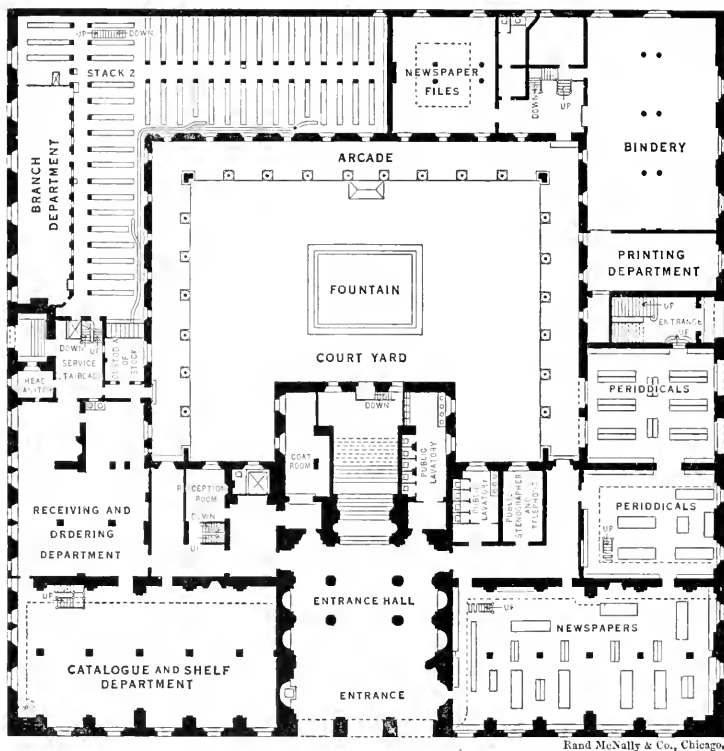 UP
DOWN
STACK 2
NEWSPAPER
FILES
DOWN
UP
BINDERY
ARCADE
BRANCH
DEPARTMENT
FOUNTAIN
COURT YARD
PRINTING
DEPARTMENT
UP
ENTRANCE
UP
DOWN
UP
SERVICE
OF
STOCK
HEAD
DOWN
COAT
ROOM
PUBLIC
LAVATORY
PERIODICALS
RECEPTION
ROOM
DOWN
UP
PUBLIC
LAVATORY
PUBLIC
STENOGRAPHER
AND
TELEPHONE
PERIODICALS
UP
RECEIVING AND
ORDERING
DEPARTMENT
UP
ENTRANCE HALL
UP
NEWSPAPERS
CATALOGUE AND SHELF
DEPARTMENT
ENTRANCE
Rand McNally & Co., Chicago.